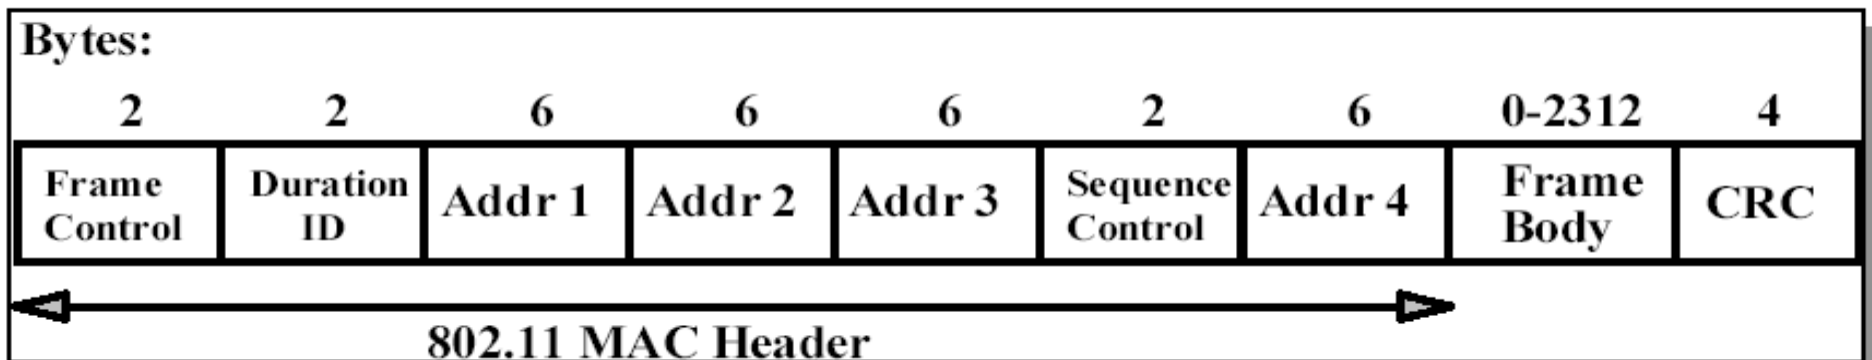 Bytes:
2 2 6 6 6 2 6 0-2312 4
Frame Control Duration ID Addr 1 Addr 2 Addr 3 Sequence Control Addr 4 Frame Body CRC
802.11 MAC Header